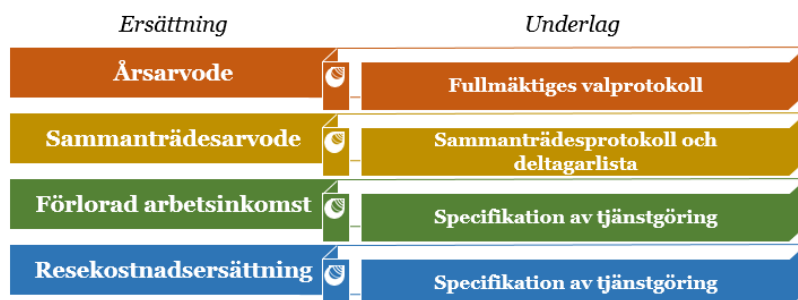 Ersättning
Underlag
Årsarvode
Fullmäktiges valprotokoll
Sammanträdesarvode
Sammanträdesprotokoll och
deltagarlista
Förlorad arbetsinkomst
Specifikation av tjänstgöring
Resekostnadsersättning
Specifikation av tjänstgöring